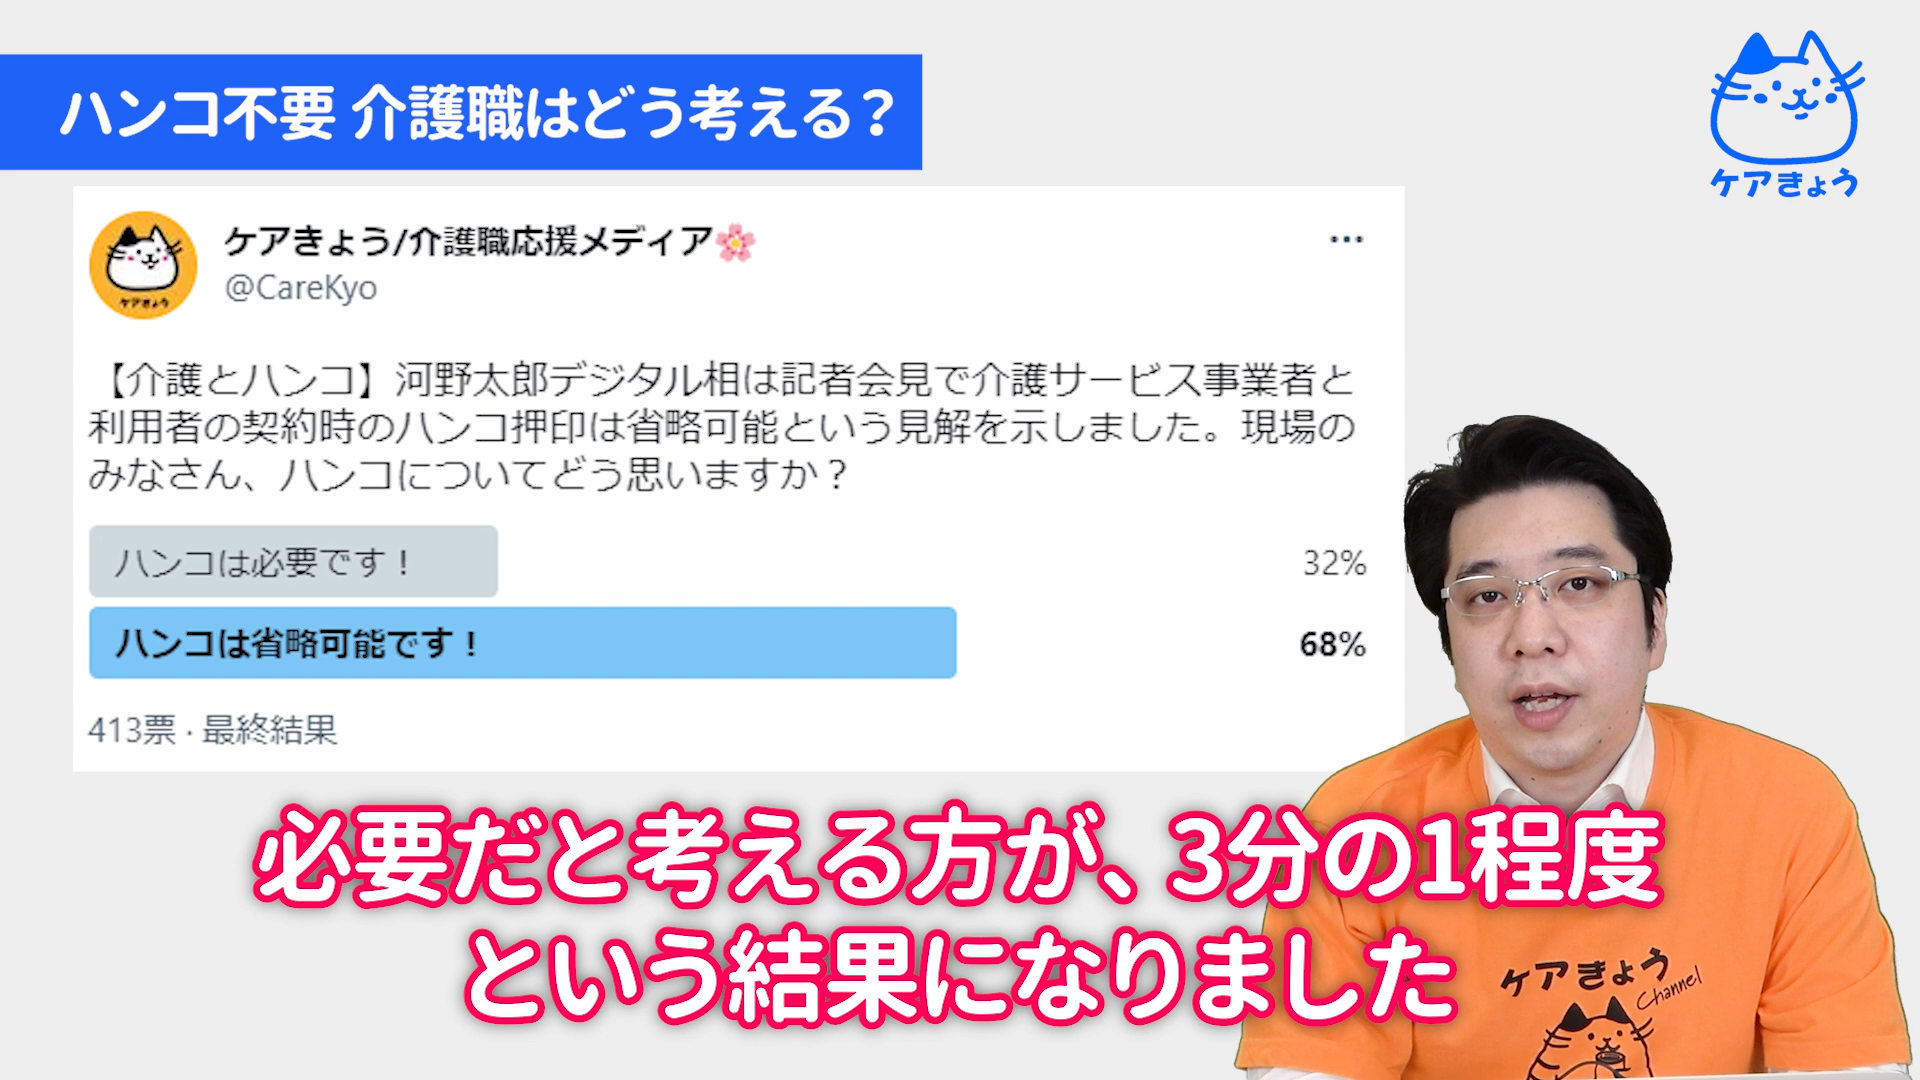 ハンコ不要 介護職はどう考える？
ケアきょう
ケアきょう/介護職応援メディア🌸
@CareKyo
ケアきょう
【介護とハンコ】河野太郎デジタル相は記者会見で介護サービス事業者と
利用者の契約時のハンコ押印は省略可能という見解を示しました。現場の
みなさん、ハンコについてどう思いますか？
ハンコは必要です！ 32%
ハンコは省略可能です！ 68%
413票 · 最終結果
必要だと考える方が、3分の1程度
という結果になりました
ケアきょう
Channel